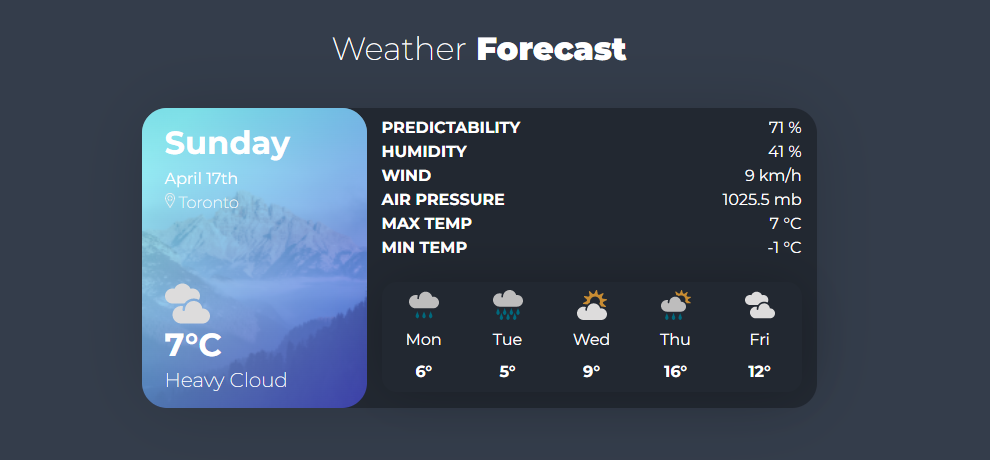 Weather Forecast
Sunday
April 17th
Toronto
7°C
Heavy Cloud
PREDICTABILITY 71 %
HUMIDITY 41 %
WIND 9 km/h
AIR PRESSURE 1025.5 mb
MAX TEMP 7 °C
MIN TEMP -1 °C
Mon Tue Wed Thu Fri
6° 5° 9° 16° 12°